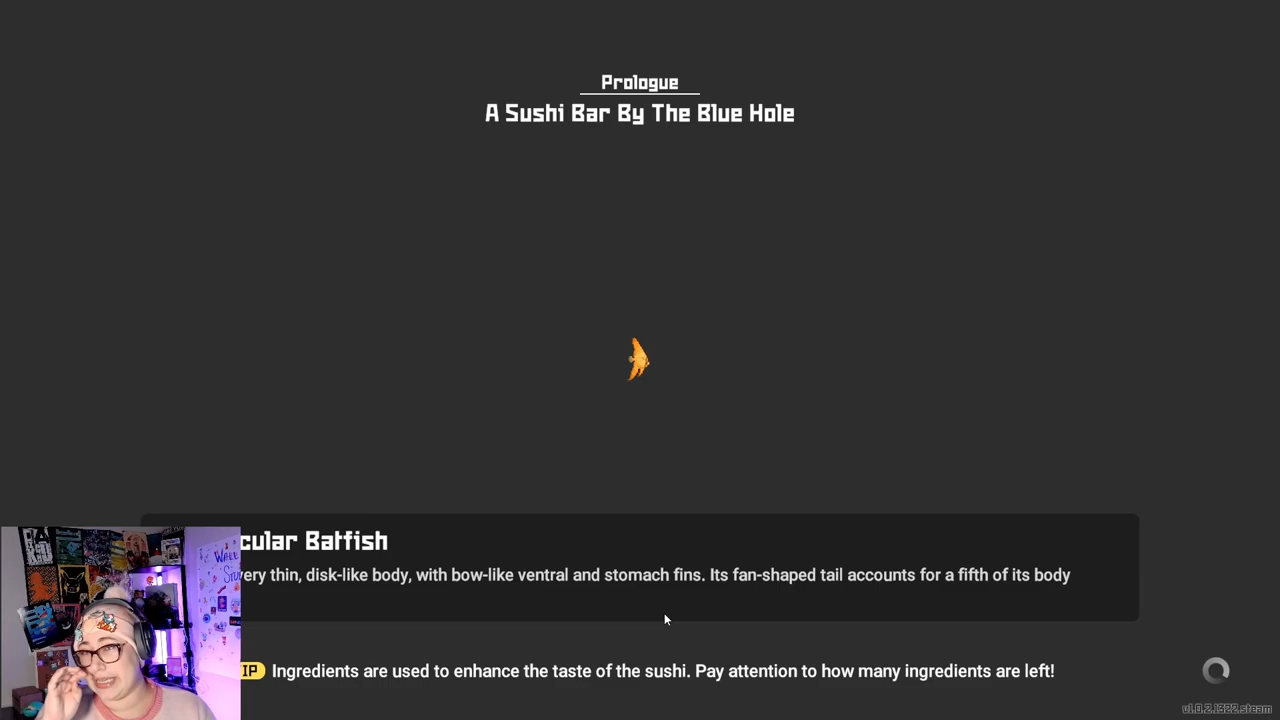 Prologue
A Sushi Bar By The Blue Hole
cular Batfish
very thin, disk-like body, with bow-like ventral and stomach fins. Its fan-shaped tail accounts for a fifth of its body
IP Ingredients are used to enhance the taste of the sushi. Pay attention to how many ingredients are left!
v1.0.2.1322.steam